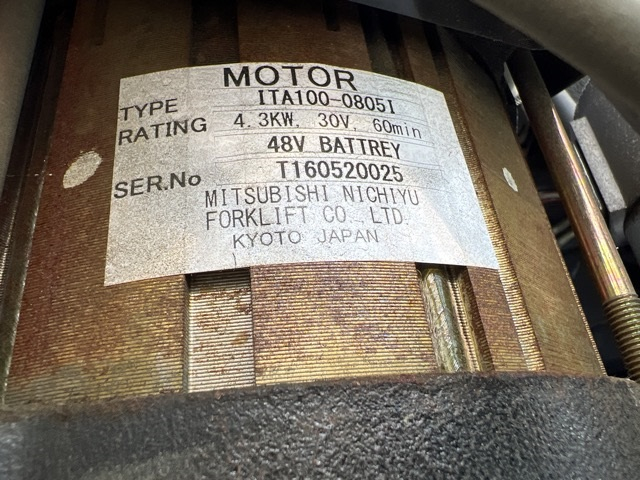 MOTOR
TYPE ITA100-0805I
RATING 4.3KW, 30V, 60min
48V BATTREY
SER.No T160520025
MITSUBISHI NICHIYU
FORKLIFT CO., LTD.
KYOTO JAPAN